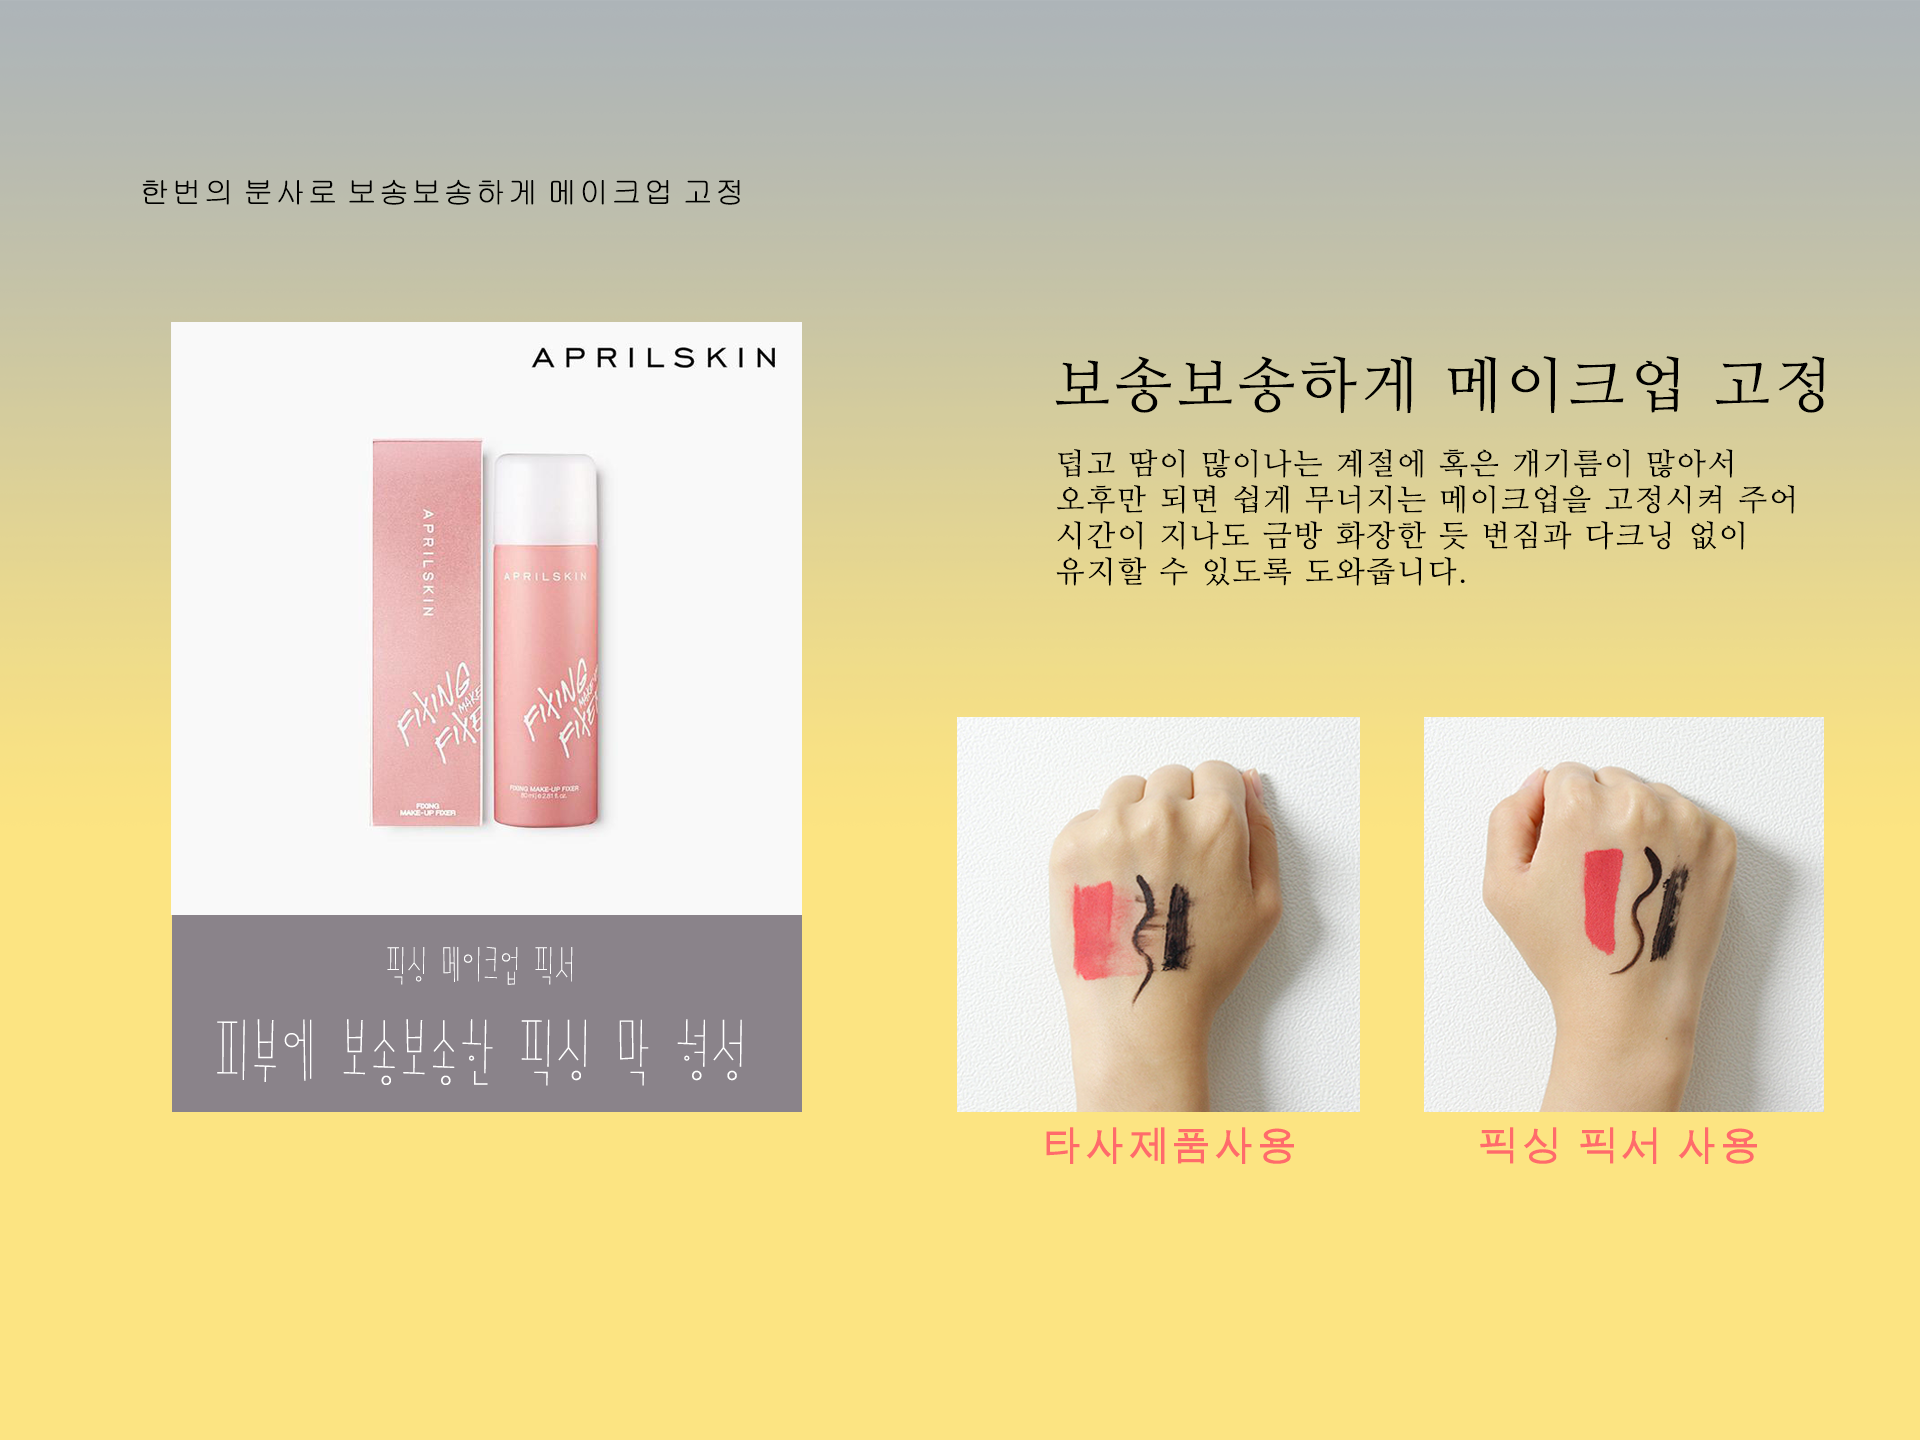 한번의 분사로 보송보송하게 메이크업 고정
APRILSKIN
APRILSKIN
FIXING
MAKE
FIXE
FIXING
MAKE-UP FIXER
APRILSKIN
FIXING
MAKE-U
FIXE
FIXING MAKE-UP FIXER
80 ml | e 2.81 fl. oz.
픽싱 메이크업 픽서
피부에 보송보송한 픽싱 막 형성
보송보송하게 메이크업 고정
덥고 땀이 많이나는 계절에 혹은 개기름이 많아서
오후만 되면 쉽게 무너지는 메이크업을 고정시켜 주어
시간이 지나도 금방 화장한 듯 번짐과 다크닝 없이
유지할 수 있도록 도와줍니다.
타사제품사용
픽싱 픽서 사용